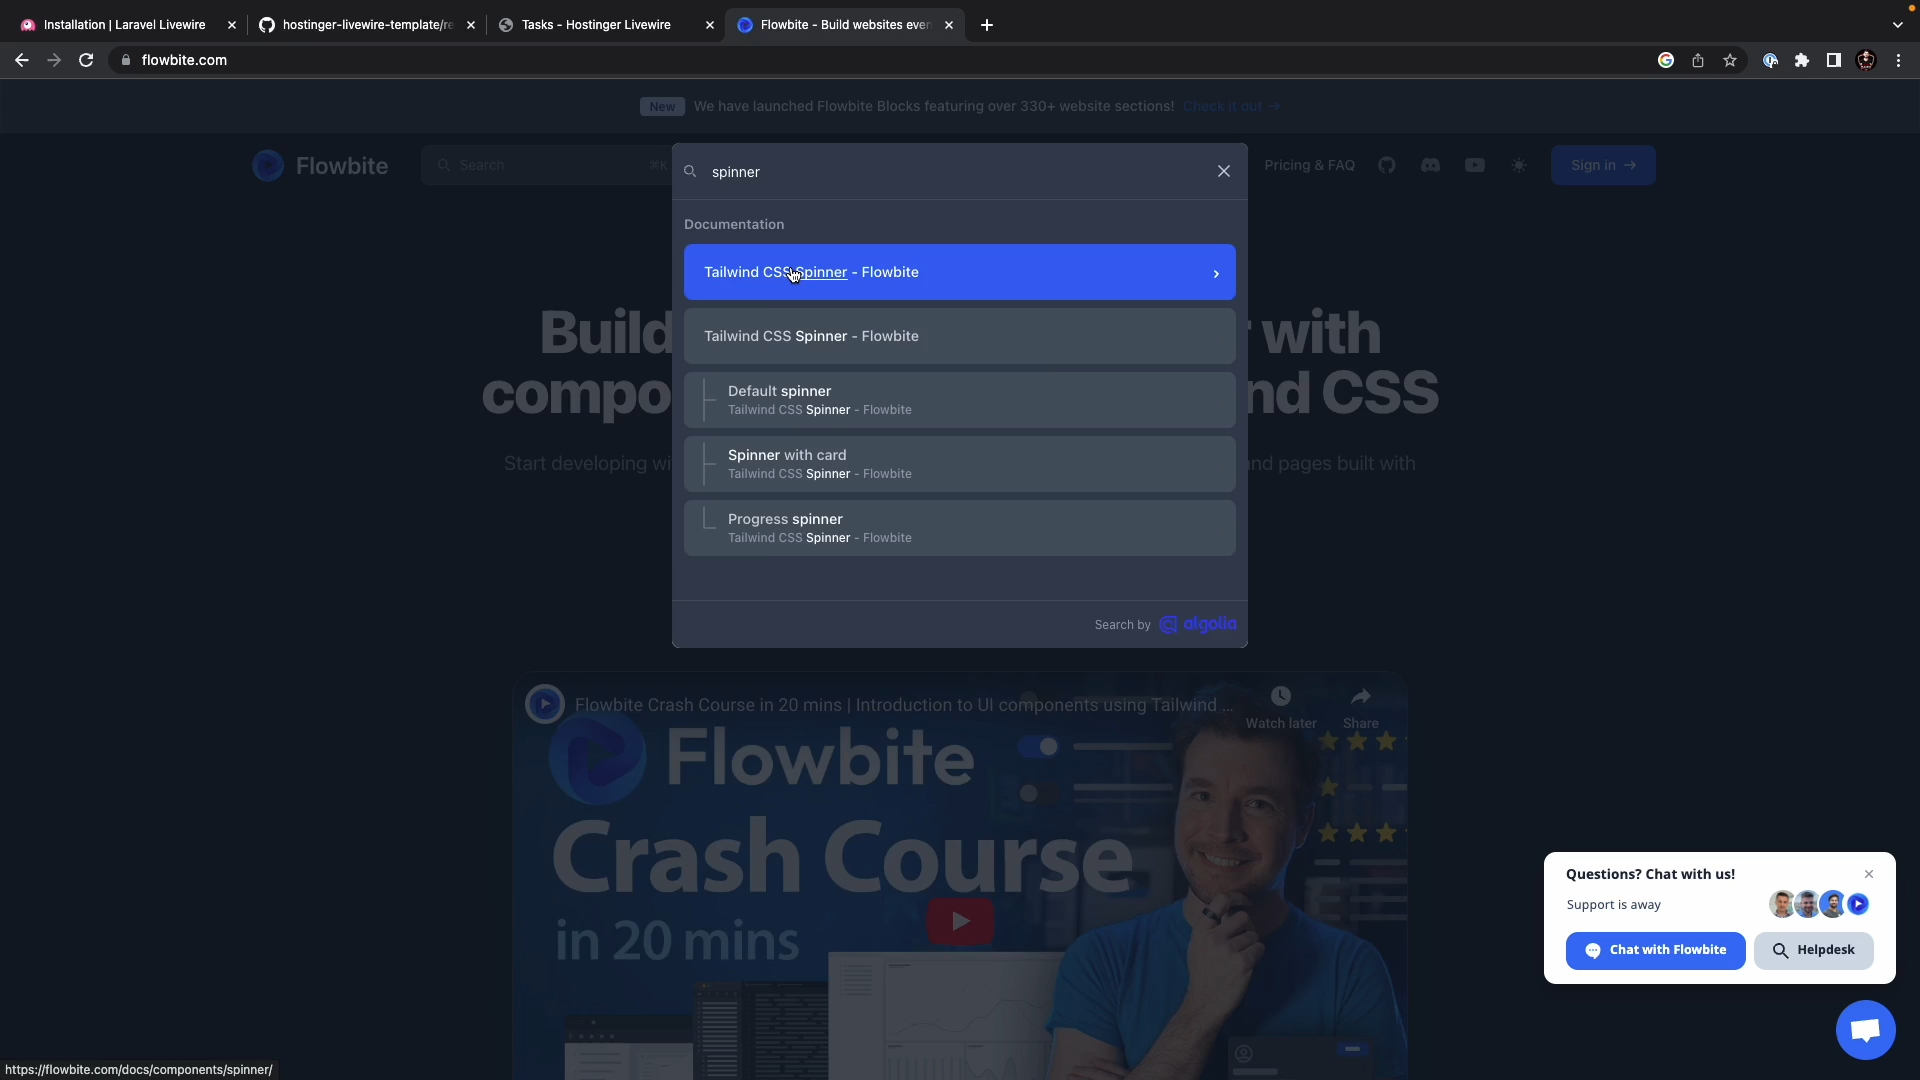 Installation | Laravel Livewire
hostinger-livewire-template/re
Tasks - Hostinger Livewire
Flowbite - Build websites even
flowbite.com
New We have launched Flowbite Blocks featuring over 330+ website sections! Check it out →
Flowbite
Search ⌘K
Pricing & FAQ
Sign in →
spinner
Documentation
Tailwind CSS Spinner - Flowbite
Tailwind CSS Spinner - Flowbite
Default spinner
Tailwind CSS Spinner - Flowbite
Spinner with card
Tailwind CSS Spinner - Flowbite
Progress spinner
Tailwind CSS Spinner - Flowbite
Search by algolia
Build with
compo nd CSS
Start developing wi nd pages built with
Flowbite Crash Course in 20 mins | Introduction to UI components using Tailwind ...
Watch later
Share
Flowbite
Crash Course
in 20 mins
Questions? Chat with us!
Support is away
Chat with Flowbite
Helpdesk
https://flowbite.com/docs/components/spinner/